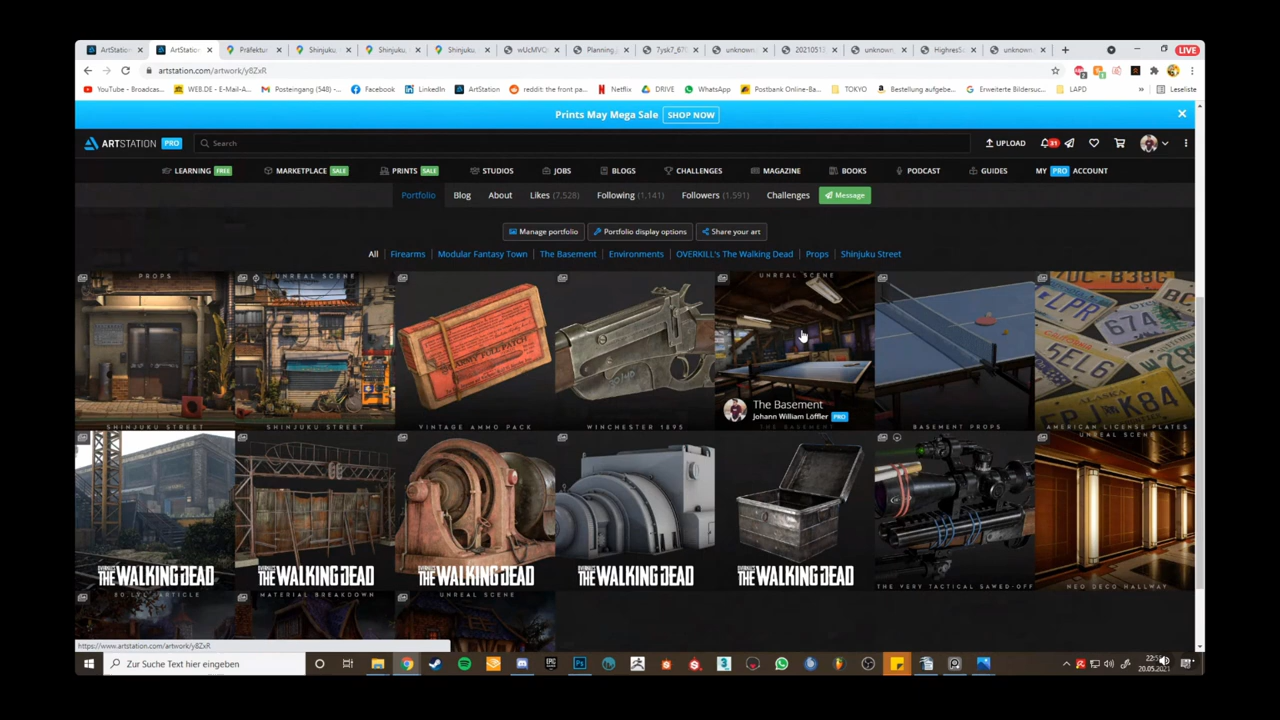 ArtStation
ArtStation
Präfektur
Shinjuku,
Shinjuku,
Shinjuku,
Planning.j
unknown
20210513
unknown
HighresS
unknown
LIVE
artstation.com/artwork/y8ZxR
YouTube - Broadcas...
WEB.DE - E-Mail-A...
Posteingang (548) -...
Facebook
LinkedIn
ArtStation
reddit: the front pa...
Netflix
DRIVE
WhatsApp
Postbank Online-Ba...
TOKYO
Bestellung aufgebe...
Erweiterte Bildersuc...
LAPD
»
Leseliste
Prints May Mega Sale SHOP NOW
ARTSTATION PRO
Search
UPLOAD
31
LEARNING FREE
MARKETPLACE SALE
PRINTS SALE
STUDIOS
JOBS
BLOGS
CHALLENGES
MAGAZINE
BOOKS
PODCAST
GUIDES
MY PRO ACCOUNT
Portfolio Blog About Likes (7,528) Following (1,141) Followers (1,591) Challenges Message
Manage portfolio Portfolio display options Share your art
All Firearms Modular Fantasy Town The Basement Environments OVERKILL's The Walking Dead Props Shinjuku Street
PROPS
SHINJUKU STREET
UNREAL SCENE
SHINJUKU STREET
VINTAGE AMMO PACK
WINCHESTER 1895
UNREAL SCENE
The Basement
Johann William Löffler PRO
THE BASEMENT
BASEMENT PROPS
AMERICAN LICENSE PLATES
OVERKILL'S
THE WALKING DEAD
OVERKILL'S
THE WALKING DEAD
OVERKILL'S
THE WALKING DEAD
OVERKILL'S
THE WALKING DEAD
OVERKILL'S
THE WALKING DEAD
THE VERY TACTICAL SAWED-OFF
UNREAL SCENE
NEO DECO HALLWAY
80.LVL ARTICLE
MATERIAL BREAKDOWN
UNREAL SCENE
https://www.artstation.com/artwork/y8ZxR
Zur Suche Text hier eingeben
20.05.2021